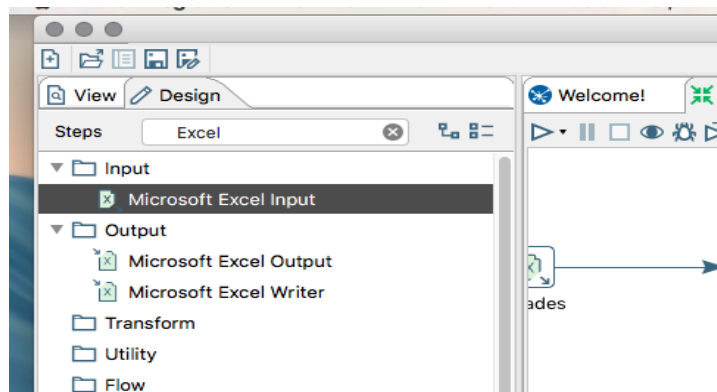 View
Design
Welcome!
Steps
Excel
Input
Microsoft Excel Input
Output
Microsoft Excel Output
Microsoft Excel Writer
ades
Transform
Utility
Flow